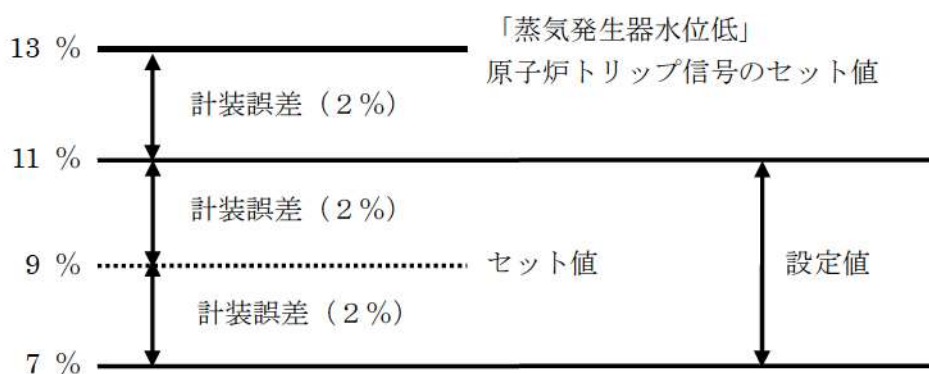 「蒸気発生器水位低」
13 %
原子炉トリップ信号のセット値
計装誤差（２％）
11 %
計装誤差（２％）
9 %
セット値
設定値
計装誤差（２％）
7 %